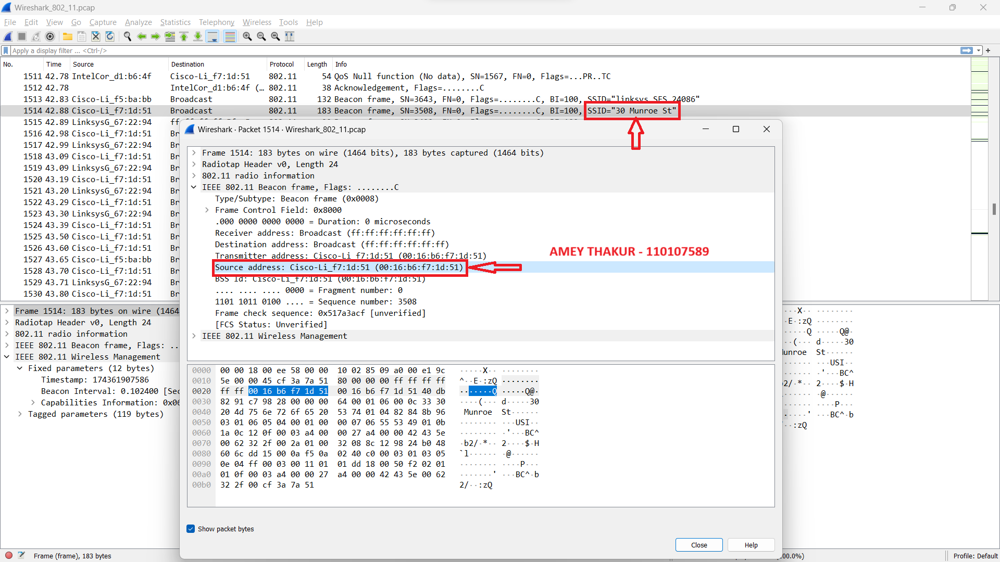 Wireshark_802_11.pcap
File Edit View Go Capture Analyze Statistics Telephony Wireless Tools Help
Apply a display filter ... <Ctrl-/>
No. Time Source Destination Protocol Length Info
1511 42.78 IntelCor_d1:b6:4f Cisco-Li_f7:1d:51 802.11 54 QoS Null function (No data), SN=1567, FN=0, Flags=...PR..TC
1512 42.78 IntelCor_d1:b6:4f (… 802.11 38 Acknowledgement, Flags=........C
1513 42.83 Cisco-Li_f5:ba:bb Broadcast 802.11 132 Beacon frame, SN=3643, FN=0, Flags=........C, BI=100, SSID="linksys_SES_24086"
1514 42.88 Cisco-Li_f7:1d:51 Broadcast 802.11 183 Beacon frame, SN=3508, FN=0, Flags=........C, BI=100, SSID="30 Munroe St"
1515 42.89 LinksysG_67:22:94
1516 42.98 Cisco-Li_f7:1d:51 Br
1517 42.99 LinksysG_67:22:94 Br
1518 43.09 Cisco-Li_f7:1d:51 Br
1519 43.09 LinksysG_67:22:94 Br
1520 43.19 Cisco-Li_f7:1d:51 Br
1521 43.20 LinksysG_67:22:94 Br
1522 43.29 Cisco-Li_f7:1d:51 Br
1523 43.30 LinksysG_67:22:94 Br
1524 43.39 Cisco-Li_f7:1d:51 Br
1525 43.50 Cisco-Li_f7:1d:51 Br
1526 43.60 Cisco-Li_f7:1d:51 Br
1527 43.65 Cisco-Li_f5:ba:bb Br
1528 43.70 Cisco-Li_f7:1d:51 Br
1529 43.71 LinksysG_67:22:94 Br
1530 43.80 Cisco-Li_f7:1d:51 Br
Wireshark · Packet 1514 · Wireshark_802_11.pcap
Frame 1514: 183 bytes on wire (1464 bits), 183 bytes captured (1464 bits)
Radiotap Header v0, Length 24
802.11 radio information
IEEE 802.11 Beacon frame, Flags: ........C
Type/Subtype: Beacon frame (0x0008)
Frame Control Field: 0x8000
.000 0000 0000 0000 = Duration: 0 microseconds
Receiver address: Broadcast (ff:ff:ff:ff:ff:ff)
Destination address: Broadcast (ff:ff:ff:ff:ff:ff)
Transmitter address: Cisco-Li_f7:1d:51 (00:16:b6:f7:1d:51)
AMEY THAKUR - 110107589
Source address: Cisco-Li_f7:1d:51 (00:16:b6:f7:1d:51)
BSS Id: Cisco-Li_f7:1d:51 (00:16:b6:f7:1d:51)
.... .... .... 0000 = Fragment number: 0
1101 1011 0100 .... = Sequence number: 3508
Frame check sequence: 0x517a3acf [unverified]
[FCS Status: Unverified]
IEEE 802.11 Wireless Management
0000 00 00 18 00 ee 58 00 00 10 02 85 09 a0 00 e1 9c ·····X·· ········
0010 5e 00 00 45 cf 3a 7a 51 80 00 00 00 ff ff ff ff ^··E·:zQ ········
0020 ff ff 00 16 b6 f7 1d 51 00 16 b6 f7 1d 51 40 db ·······Q ·····Q@·
0030 82 91 c7 98 28 00 00 00 64 00 01 06 00 0c 33 30 ····(··· d·····30
0040 20 4d 75 6e 72 6f 65 20 53 74 01 04 82 84 8b 96 Munroe St······
0050 03 01 06 05 04 00 01 00 00 07 06 55 53 49 01 0b ········ ···USI··
0060 1a 0c 12 0f 00 03 a4 00 00 27 a4 00 00 42 43 5e ········ ·'···BC^
0070 00 62 32 2f 00 2a 01 00 32 08 8c 12 98 24 b0 48 ·b2/·*·· 2····$·H
0080 60 6c dd 15 00 0a f5 0a 02 40 c0 00 03 01 03 05 `l······ ·@······
0090 0e 04 ff 00 03 00 11 01 01 dd 18 00 50 f2 02 01 ········ ····P···
00a0 01 0f 00 03 a4 00 00 27 a4 00 00 42 43 5e 00 62 ·······' ···BC^·b
00b0 32 2f 00 cf 3a 7a 51 2/··:zQ
Show packet bytes
Close Help
Frame 1514: 183 bytes on wire (1464
Radiotap Header v0, Length 24
802.11 radio information
IEEE 802.11 Beacon frame, Flags: ..
IEEE 802.11 Wireless Management
Fixed parameters (12 bytes)
Timestamp: 174361907586
Beacon Interval: 0.102400 [Sec
Capabilities Information: 0x06
Tagged parameters (119 bytes)
···X·· ········
·E·:zQ ········
·····Q ·····Q@·
··(··· d·····30
unroe St······
······ ···USI··
······ ·'···BC^
2/·*·· 2····$·H
······ ·@······
······ ····P···
·····' ···BC^·b
··:zQ
Frame (frame), 183 bytes
00.0%)
Profile: Default